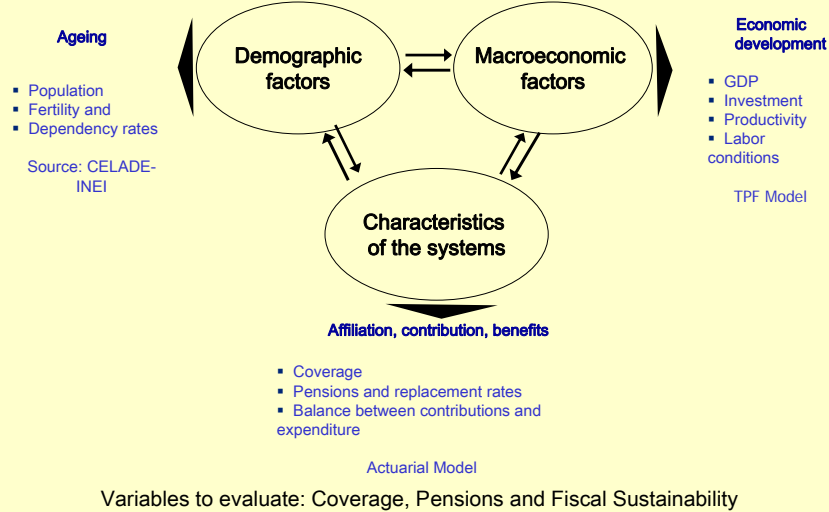 Ageing
▪ Population
▪ Fertility and
▪ Dependency rates
Source: CELADE-
INEI
Demographic
factors
Macroeconomic
factors
Economic
development
▪ GDP
▪ Investment
▪ Productivity
▪ Labor
conditions
TPF Model
Characteristics
of the systems
Affiliation, contribution, benefits
▪ Coverage
▪ Pensions and replacement rates
▪ Balance between contributions and
expenditure
Actuarial Model
Variables to evaluate: Coverage, Pensions and Fiscal Sustainability